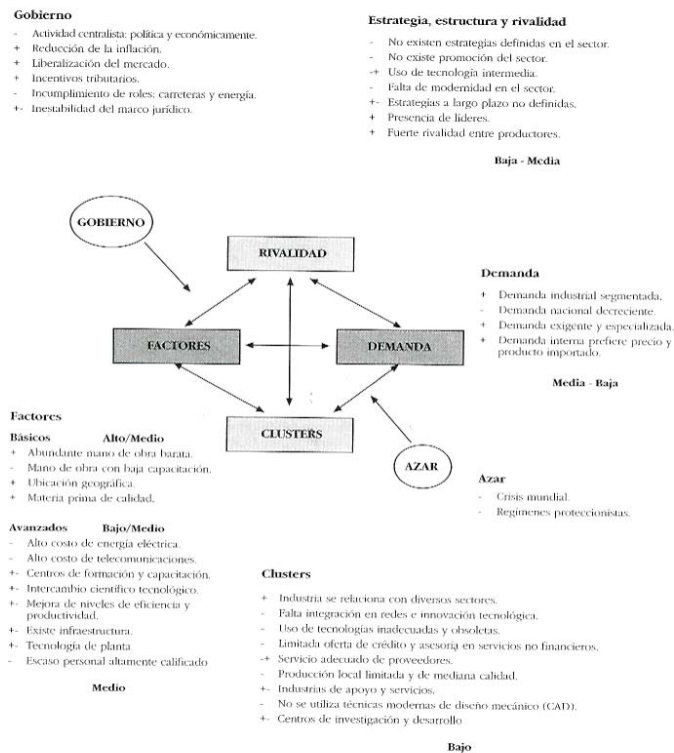 Gobierno
- Actividad centralista: política y económicamente.
+ Reducción de la inflación.
+ Liberalización del mercado.
+ Incentivos tributarios.
- Incumplimiento de roles: carreteras y energía.
+- Inestabilidad del marco jurídico.
Estrategia, estructura y rivalidad
- No existen estrategias definidas en el sector.
- No existe promoción del sector.
-+ Uso de tecnología intermedia.
- Falta de modernidad en el sector.
+- Estrategias a largo plazo no definidas.
+ Presencia de líderes.
+ Fuerte rivalidad entre productores.
Baja - Media
GOBIERNO
RIVALIDAD
FACTORES
DEMANDA
CLUSTERS
AZAR
Demanda
+ Demanda industrial segmentada.
- Demanda nacional decreciente.
+ Demanda exigente y especializada.
+ Demanda interna prefiere precio y
producto importado.
Media - Baja
Factores
Básicos Alto/Medio
+ Abundante mano de obra barata.
- Mano de obra con baja capacitación.
+ Ubicación geográfica.
+ Materia prima de calidad.
Avanzados Bajo/Medio
- Alto costo de energía eléctrica.
- Alto costo de telecomunicaciones.
+- Centros de formación y capacitación.
+- Intercambio científico tecnológico.
+- Mejora de niveles de eficiencia y
productividad.
+- Existe infraestructura.
+- Tecnología de planta
- Escaso personal altamente calificado
Medio
Azar
- Crisis mundial.
- Regímenes proteccionistas.
Clusters
+ Industria se relaciona con diversos sectores.
- Falta integración en redes e innovación tecnológica.
- Uso de tecnologías inadecuadas y obsoletas.
- Limitada oferta de crédito y asesoría en servicios no financieros.
-+ Servicio adecuado de proveedores.
- Producción local limitada y de mediana calidad.
+- Industrias de apoyo y servicios.
- No se utiliza técnicas modernas de diseño mecánico (CAD).
+- Centros de investigación y desarrollo
Bajo